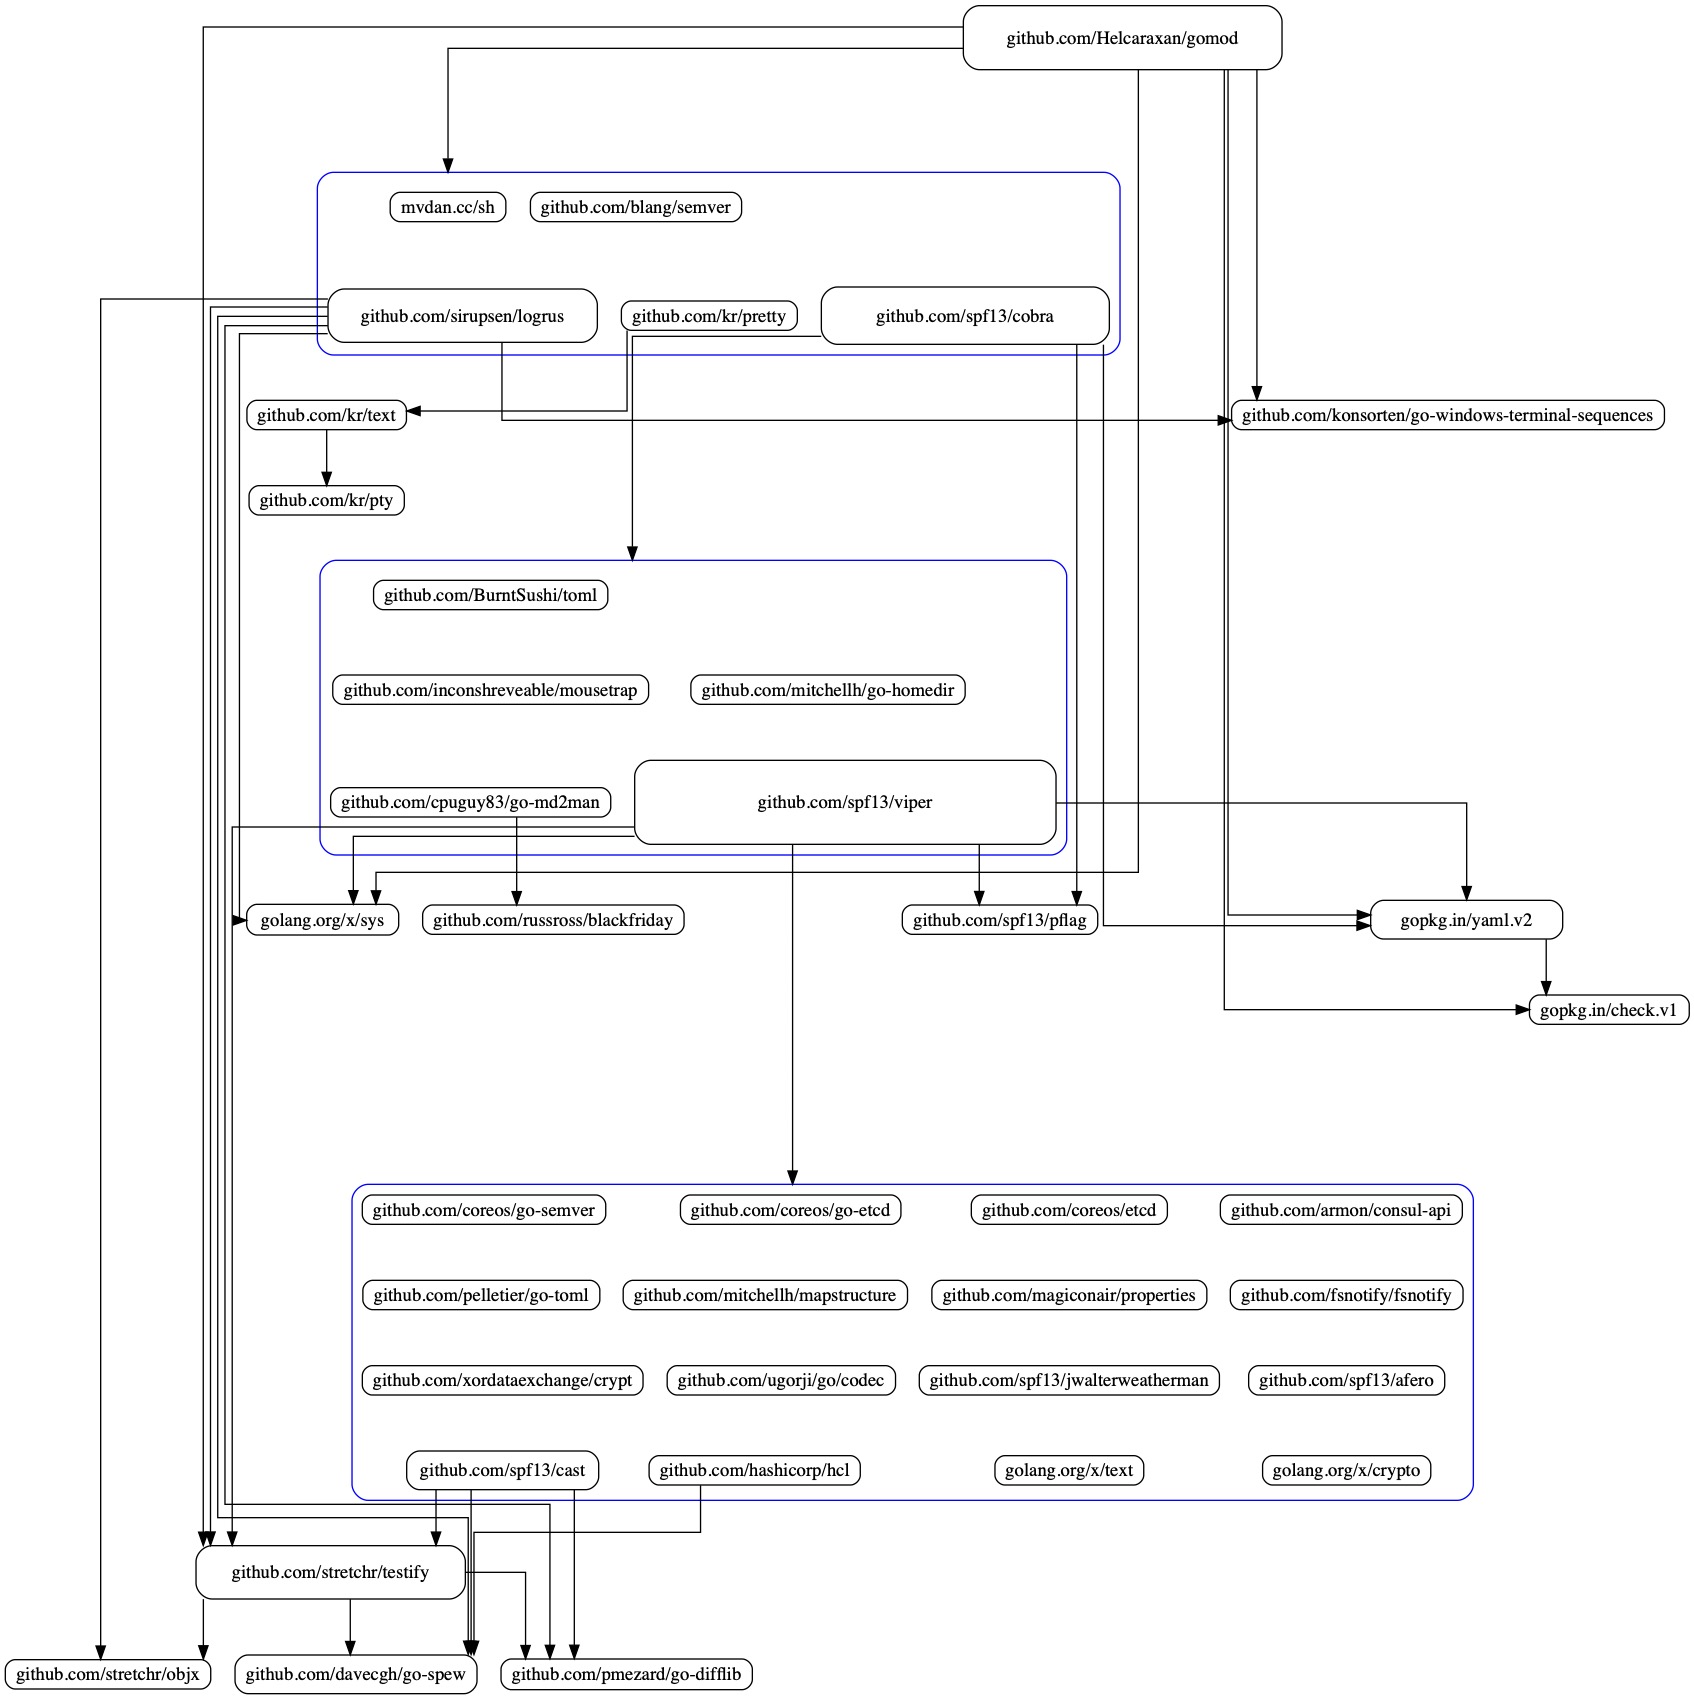 github.com/Helcaraxan/gomod
mvdan.cc/sh
github.com/blang/semver
github.com/sirupsen/logrus
github.com/kr/pretty
github.com/spf13/cobra
github.com/kr/text
github.com/konsorten/go-windows-terminal-sequences
github.com/kr/pty
github.com/BurntSushi/toml
github.com/inconshreveable/mousetrap
github.com/mitchellh/go-homedir
github.com/cpuguy83/go-md2man
github.com/spf13/viper
golang.org/x/sys
github.com/russross/blackfriday
github.com/spf13/pflag
gopkg.in/yaml.v2
gopkg.in/check.v1
github.com/coreos/go-semver
github.com/coreos/go-etcd
github.com/coreos/etcd
github.com/armon/consul-api
github.com/pelletier/go-toml
github.com/mitchellh/mapstructure
github.com/magiconair/properties
github.com/fsnotify/fsnotify
github.com/xordataexchange/crypt
github.com/ugorji/go/codec
github.com/spf13/jwalterweatherman
github.com/spf13/afero
github.com/spf13/cast
github.com/hashicorp/hcl
golang.org/x/text
golang.org/x/crypto
github.com/stretchr/testify
github.com/stretchr/objx
github.com/davecgh/go-spew
github.com/pmezard/go-difflib